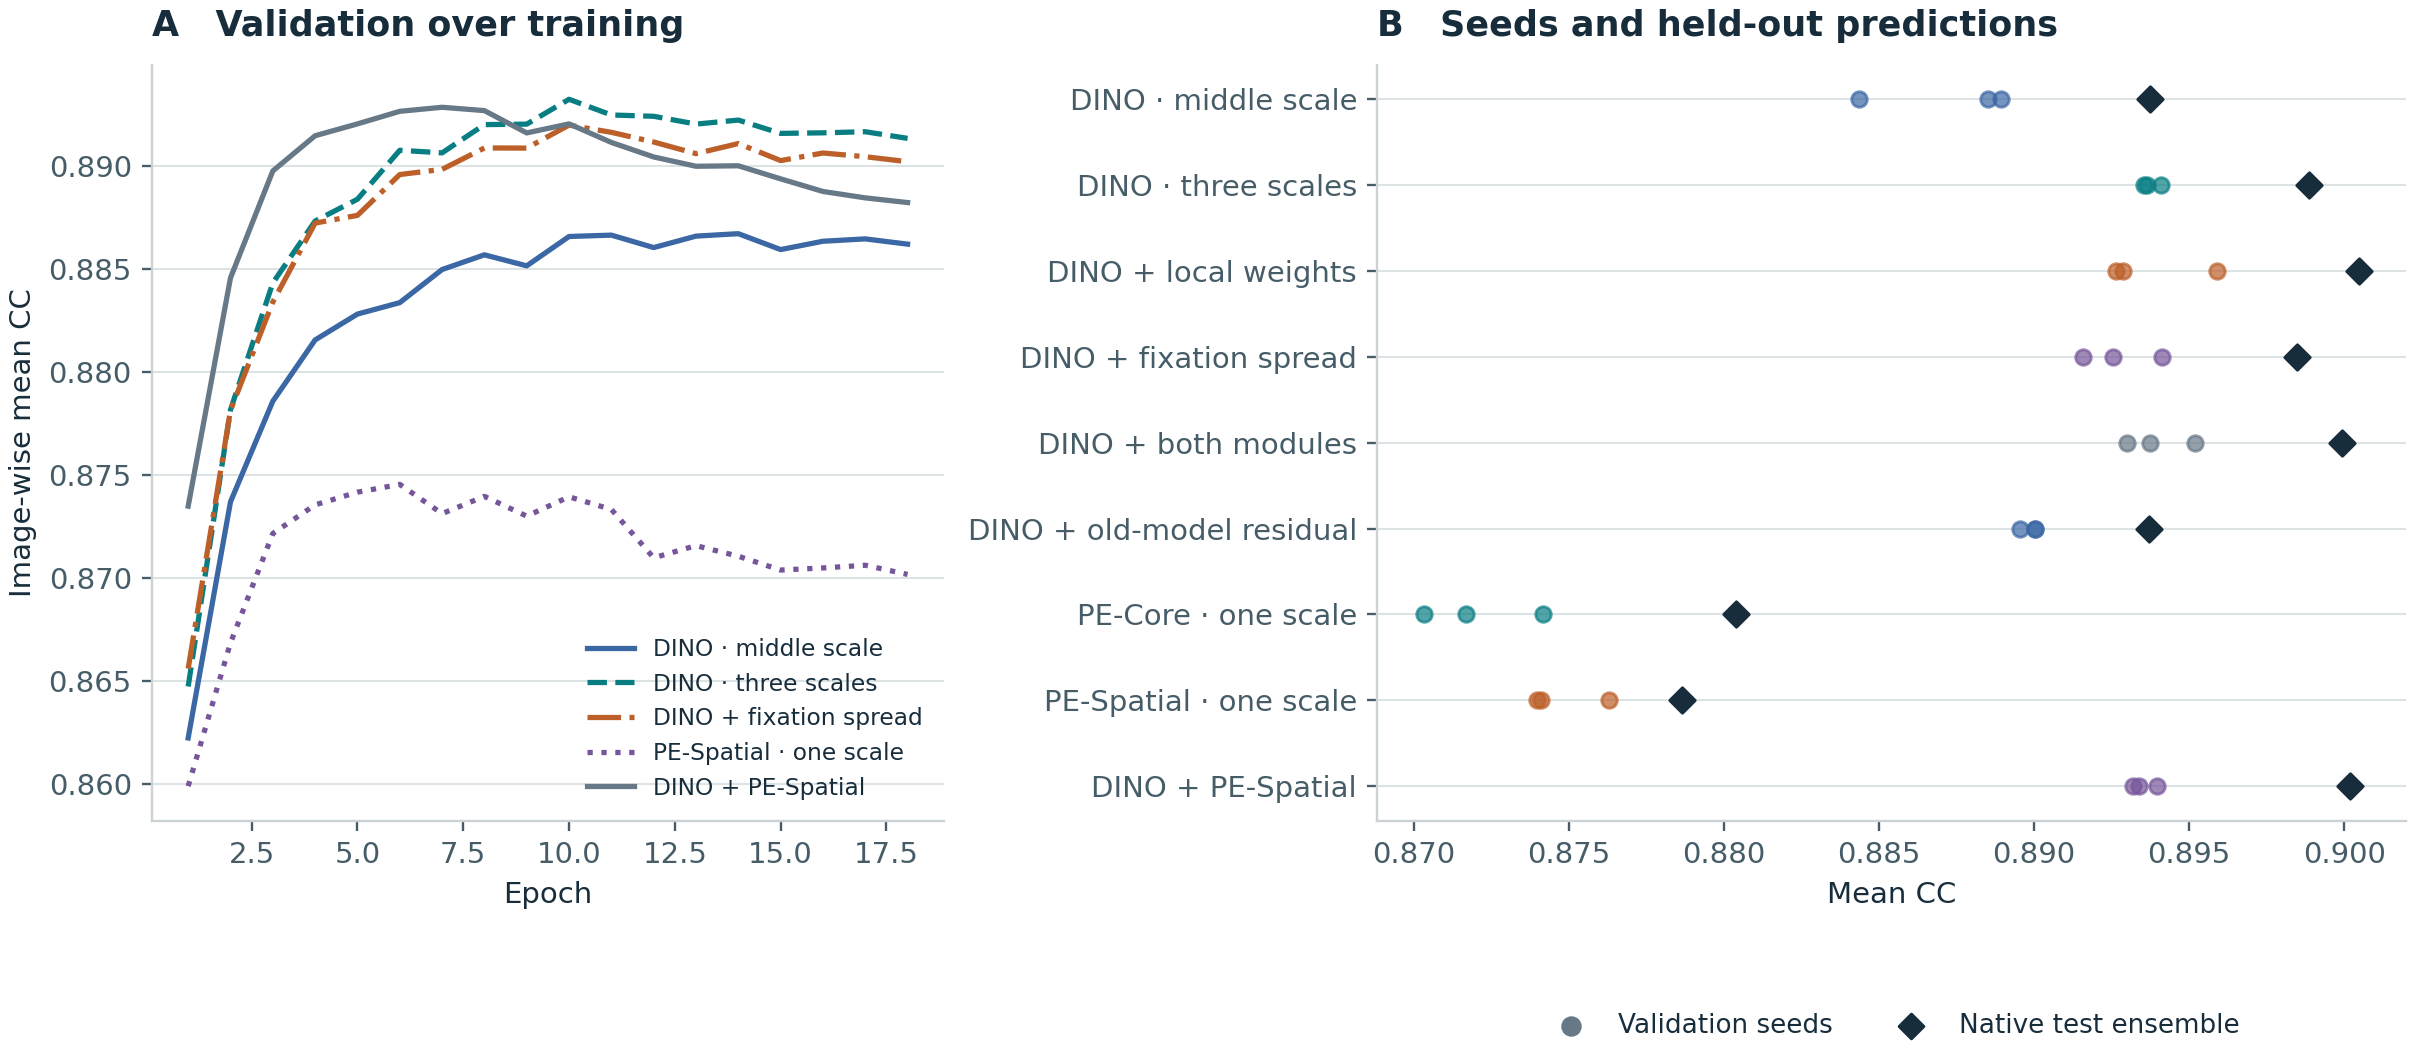 A Validation over training
Image-wise mean CC
0.890
0.885
0.880
0.875
0.870
0.865
0.860
DINO · middle scale
DINO · three scales
DINO + fixation spread
PE-Spatial · one scale
DINO + PE-Spatial
2.5 5.0 7.5 10.0 12.5 15.0 17.5
Epoch
B Seeds and held-out predictions
DINO · middle scale
DINO · three scales
DINO + local weights
DINO + fixation spread
DINO + both modules
DINO + old-model residual
PE-Core · one scale
PE-Spatial · one scale
DINO + PE-Spatial
0.870 0.875 0.880 0.885 0.890 0.895 0.900
Mean CC
Validation seeds Native test ensemble